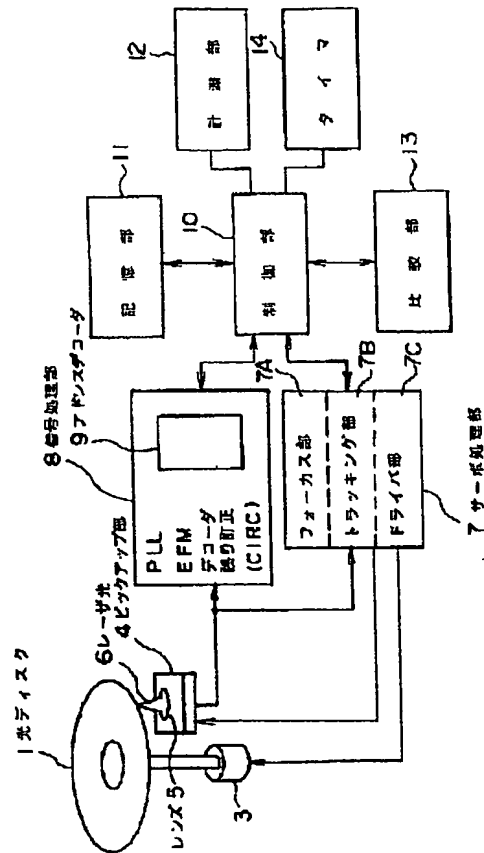 1光ディスク
6レーザ光
4ピックアップ部
レンズ5
3
8信号処理部
9アドレスデコーダ
PLL
EFM
デコーダ
誤り訂正
(CIRC)
フォーカス部
7A
トラッキング部
7B
ドライバ部
7C
7 サーボ処理部
10
制御部
11
記憶部
12
計測部
13
比較部
14
タイマ